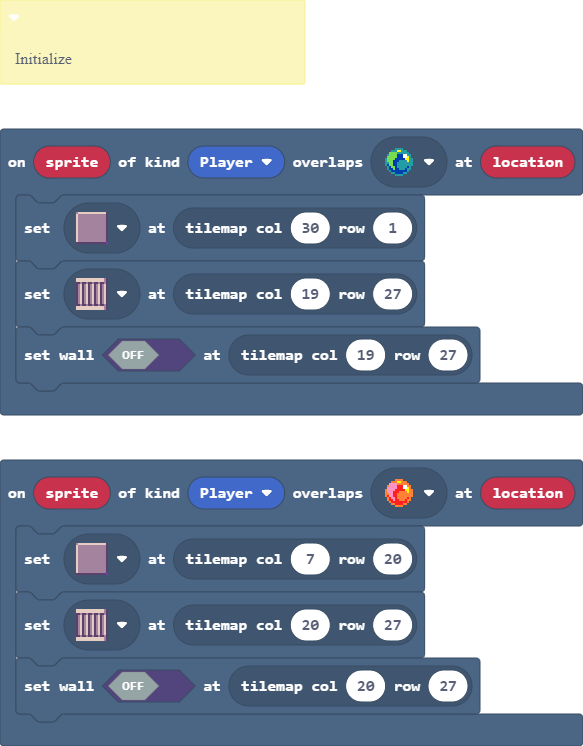 Initialize
on sprite of kind Player overlaps at location
set at tilemap col 30 row 1
set at tilemap col 19 row 27
set wall OFF at tilemap col 19 row 27
on sprite of kind Player overlaps at location
set at tilemap col 7 row 20
set at tilemap col 20 row 27
set wall OFF at tilemap col 20 row 27